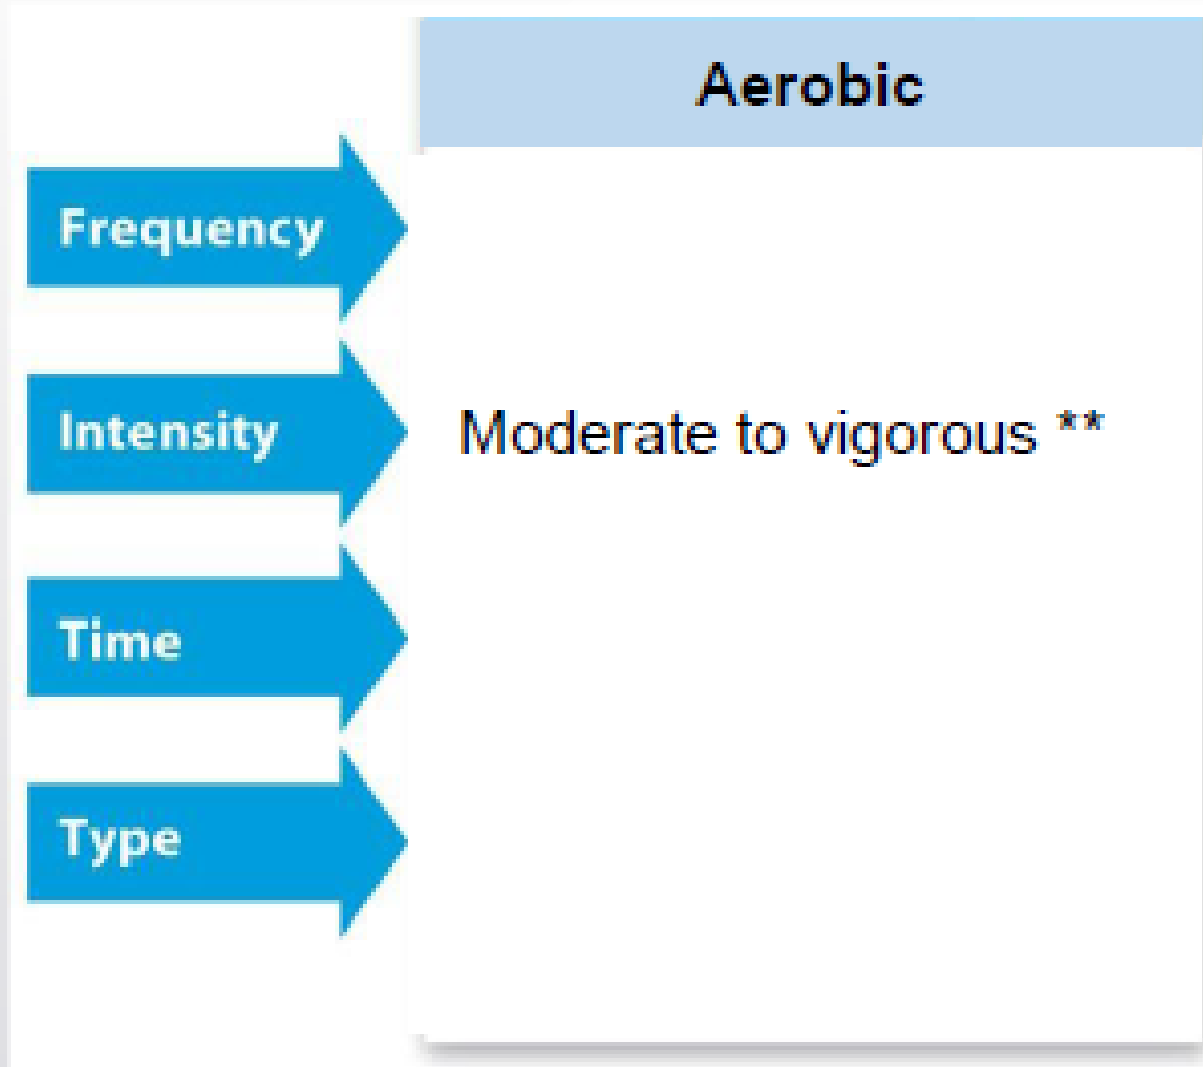 Aerobic
Frequency
Intensity
Moderate to vigorous **
Time
Type